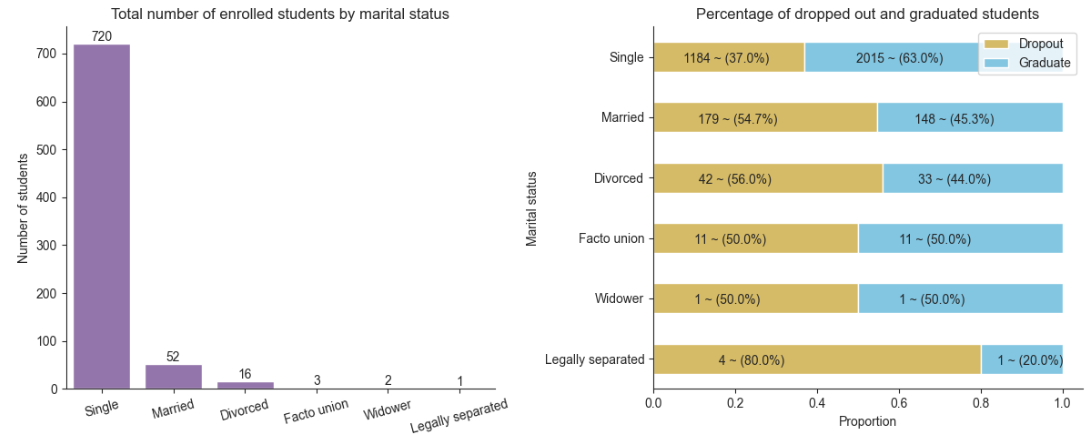 Total number of enrolled students by marital status
Number of students
700
600
500
400
300
200
100
0
720
52
16
3
2
1
Single
Married
Divorced
Facto union
Widower
Legally separated
Percentage of dropped out and graduated students
Dropout
Graduate
Marital status
Single
1184 ~ (37.0%)
2015 ~ (63.0%)
Married
179 ~ (54.7%)
148 ~ (45.3%)
Divorced
42 ~ (56.0%)
33 ~ (44.0%)
Facto union
11 ~ (50.0%)
11 ~ (50.0%)
Widower
1 ~ (50.0%)
1 ~ (50.0%)
Legally separated
4 ~ (80.0%)
1 ~ (20.0%)
0.0
0.2
0.4
0.6
0.8
1.0
Proportion